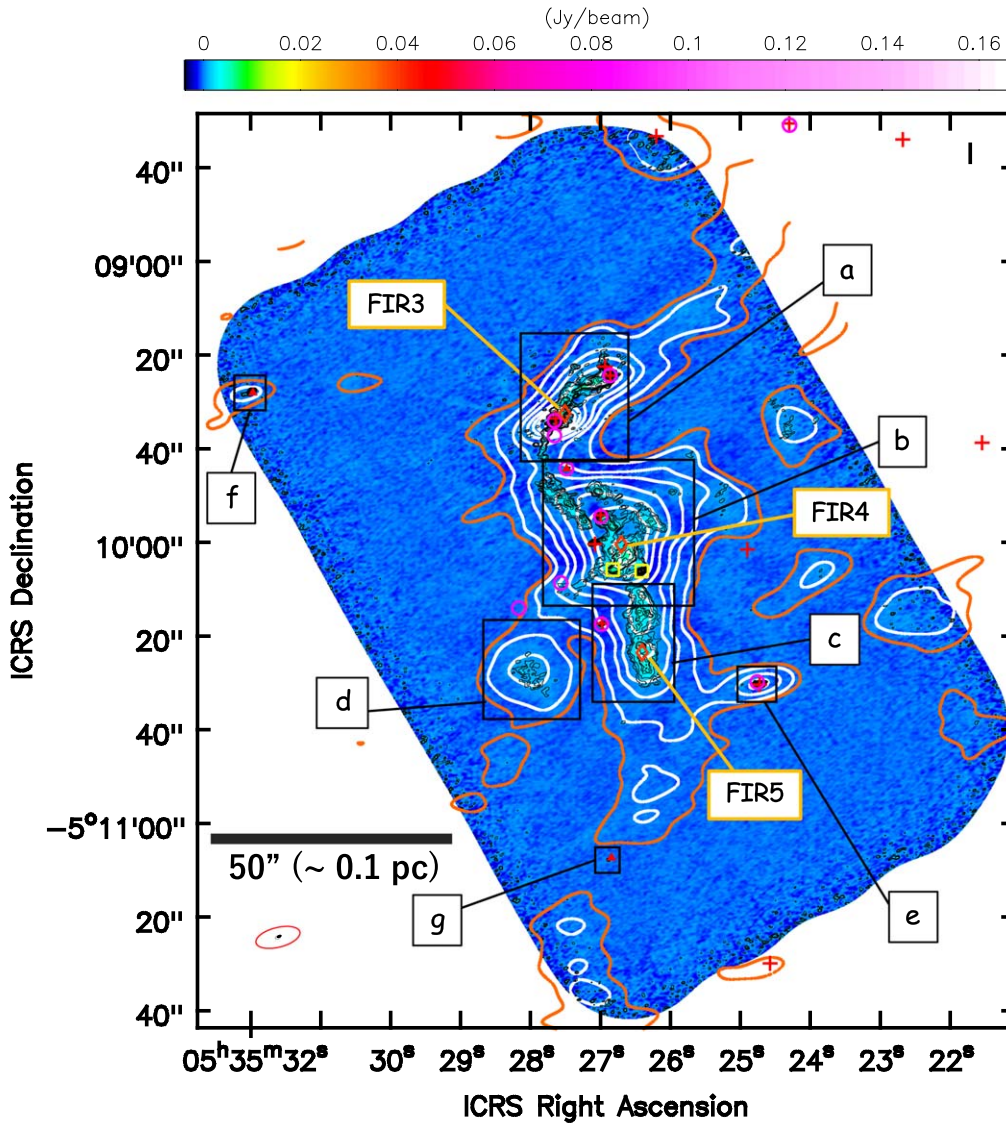 (Jy/beam)
0 0.02 0.04 0.06 0.08 0.1 0.12 0.14 0.16
I
40"
09'00"
20"
40"
10'00"
20"
40"
−5°11'00"
20"
40"
ICRS Declination
a
FIR3
b
f
FIR4
c
d
FIR5
50” (~ 0.1 pc)
g
e
05ʰ35ᵐ32ˢ 30ˢ 29ˢ 28ˢ 27ˢ 26ˢ 25ˢ 24ˢ 23ˢ 22ˢ
ICRS Right Ascension